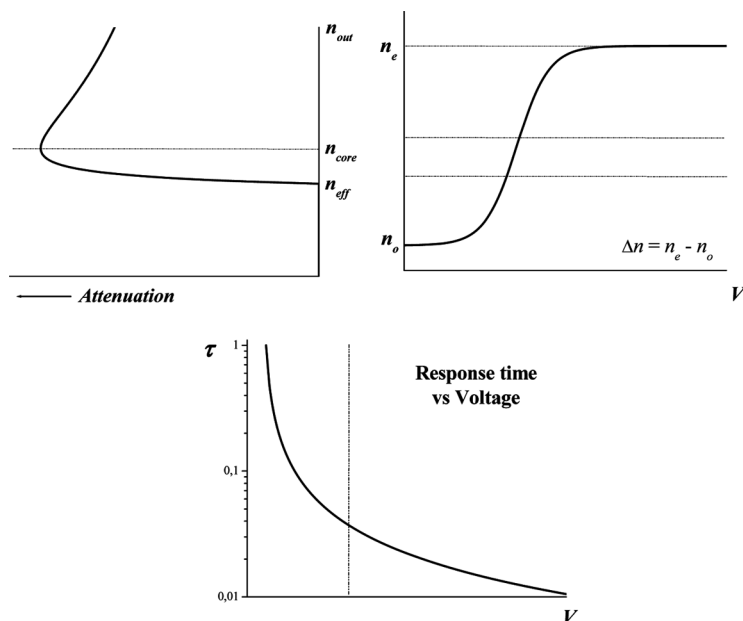 n_out
n_core
n_eff
← Attenuation
n_e
n_o
Δn = n_e - n_o
V
τ
1
0,1
0,01
Response time
vs Voltage
V